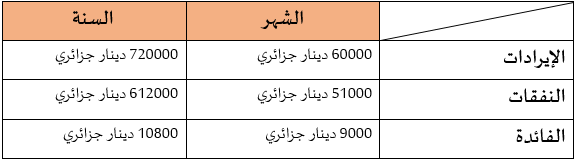 الشهر السنة
الإيرادات 60000 دينار جزائري 720000 دينار جزائري
النفقات 51000 دينار جزائري 612000 دينار جزائري
الفائدة 9000 دينار جزائري 10800 دينار جزائري